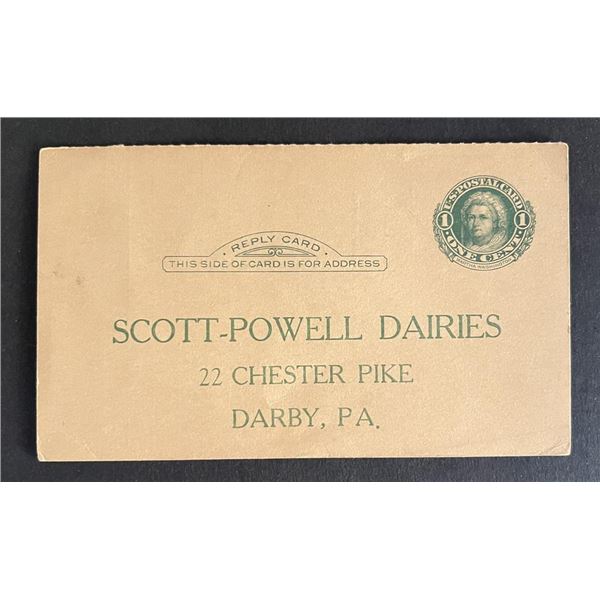 · REPLY CARD ·
THIS SIDE OF CARD IS FOR ADDRESS
U·S·POSTAL CARD
1 1
ONE CENT
MARTHA WASHINGTON
SCOTT-POWELL DAIRIES
22 CHESTER PIKE
DARBY, PA.